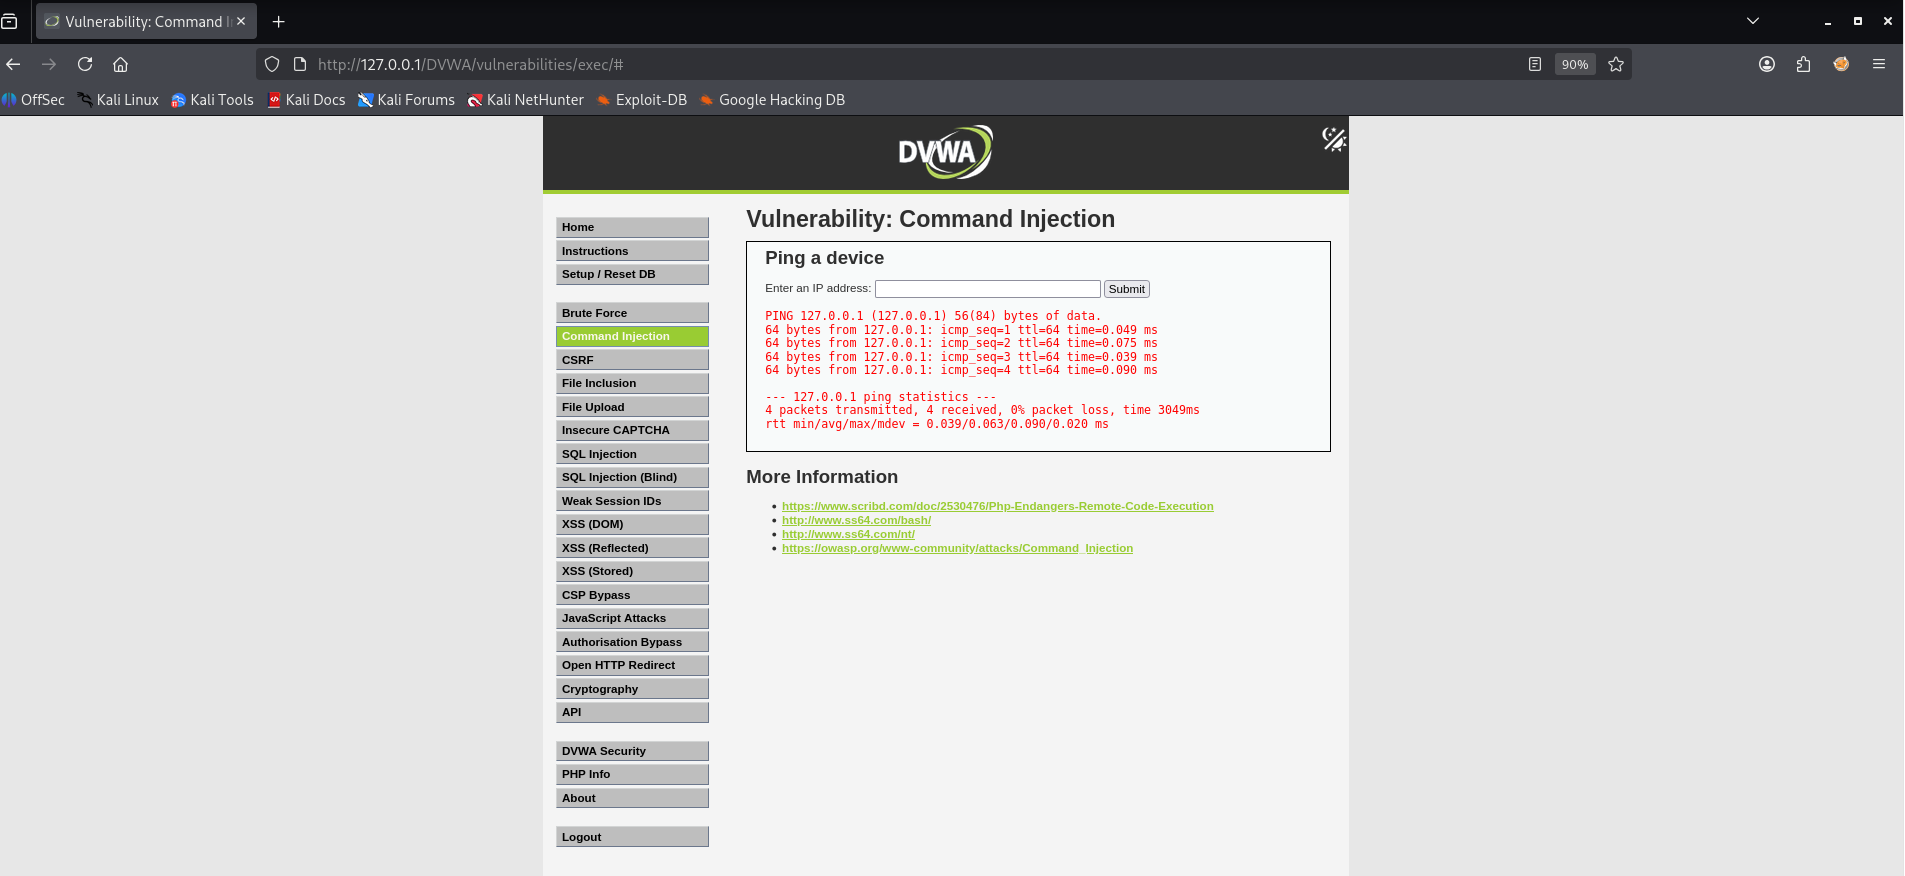 Vulnerability: Command I
http://127.0.0.1/DVWA/vulnerabilities/exec/#
90%
OffSec
Kali Linux
Kali Tools
Kali Docs
Kali Forums
Kali NetHunter
Exploit-DB
Google Hacking DB
DVWA
Home
Instructions
Setup / Reset DB
Brute Force
Command Injection
CSRF
File Inclusion
File Upload
Insecure CAPTCHA
SQL Injection
SQL Injection (Blind)
Weak Session IDs
XSS (DOM)
XSS (Reflected)
XSS (Stored)
CSP Bypass
JavaScript Attacks
Authorisation Bypass
Open HTTP Redirect
Cryptography
API
DVWA Security
PHP Info
About
Logout
Vulnerability: Command Injection
Ping a device
Enter an IP address:
Submit
PING 127.0.0.1 (127.0.0.1) 56(84) bytes of data.
64 bytes from 127.0.0.1: icmp_seq=1 ttl=64 time=0.049 ms
64 bytes from 127.0.0.1: icmp_seq=2 ttl=64 time=0.075 ms
64 bytes from 127.0.0.1: icmp_seq=3 ttl=64 time=0.039 ms
64 bytes from 127.0.0.1: icmp_seq=4 ttl=64 time=0.090 ms
--- 127.0.0.1 ping statistics ---
4 packets transmitted, 4 received, 0% packet loss, time 3049ms
rtt min/avg/max/mdev = 0.039/0.063/0.090/0.020 ms
More Information
https://www.scribd.com/doc/2530476/Php-Endangers-Remote-Code-Execution
http://www.ss64.com/bash/
http://www.ss64.com/nt/
https://owasp.org/www-community/attacks/Command_Injection